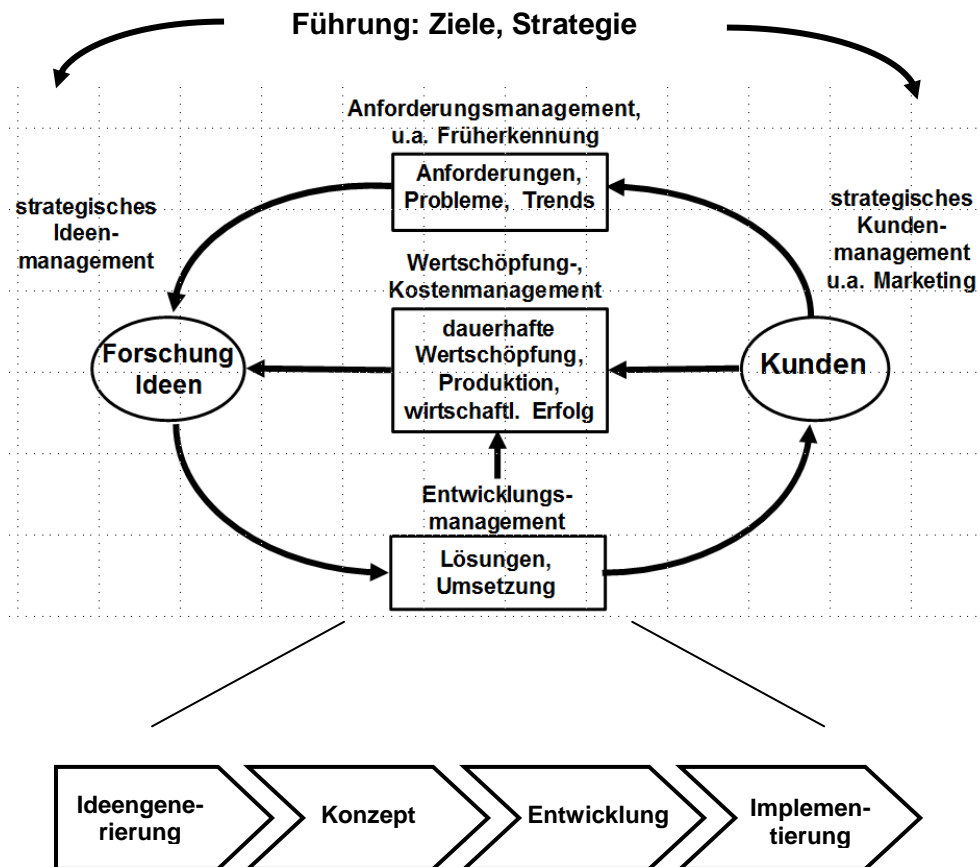 Führung: Ziele, Strategie
Anforderungsmanagement,
u.a. Früherkennung
Anforderungen,
Probleme, Trends
strategisches
Ideen-
management
strategisches
Kunden-
management
u.a. Marketing
Wertschöpfung-,
Kostenmanagement
Forschung
Ideen
dauerhafte
Wertschöpfung,
Produktion,
wirtschaftl. Erfolg
Kunden
Entwicklungs-
management
Lösungen,
Umsetzung
Ideengene-
rierung
Konzept
Entwicklung
Implemen-
tierung